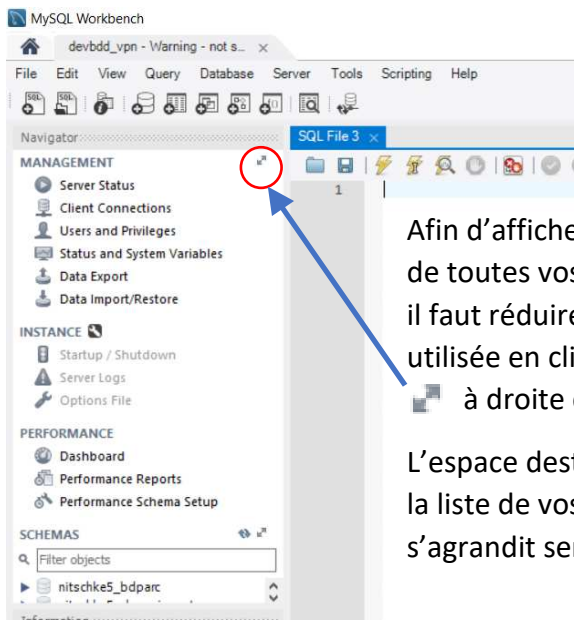 MySQL Workbench
devbdd_vpn - Warning - not s...
File Edit View Query Database Server Tools Scripting Help
Navigator
SQL File 3
MANAGEMENT
1
Server Status
Client Connections
Users and Privileges
Status and System Variables
Data Export
Data Import/Restore
INSTANCE
Startup / Shutdown
Server Logs
Options File
PERFORMANCE
Dashboard
Performance Reports
Performance Schema Setup
SCHEMAS
Filter objects
nitschke5_bdparc
Information
Afin d’affiche
de toutes vos
il faut réduire
utilisée en cli
à droite
L’espace dest
la liste de vos
s’agrandit ser